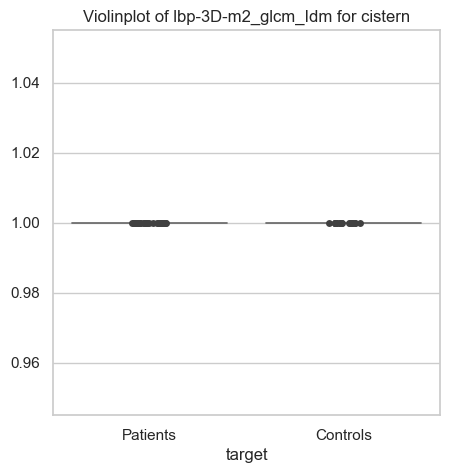 Violinplot of lbp-3D-m2_glcm_Idm for cistern
1.04
1.02
1.00
0.98
0.96
Patients Controls
target